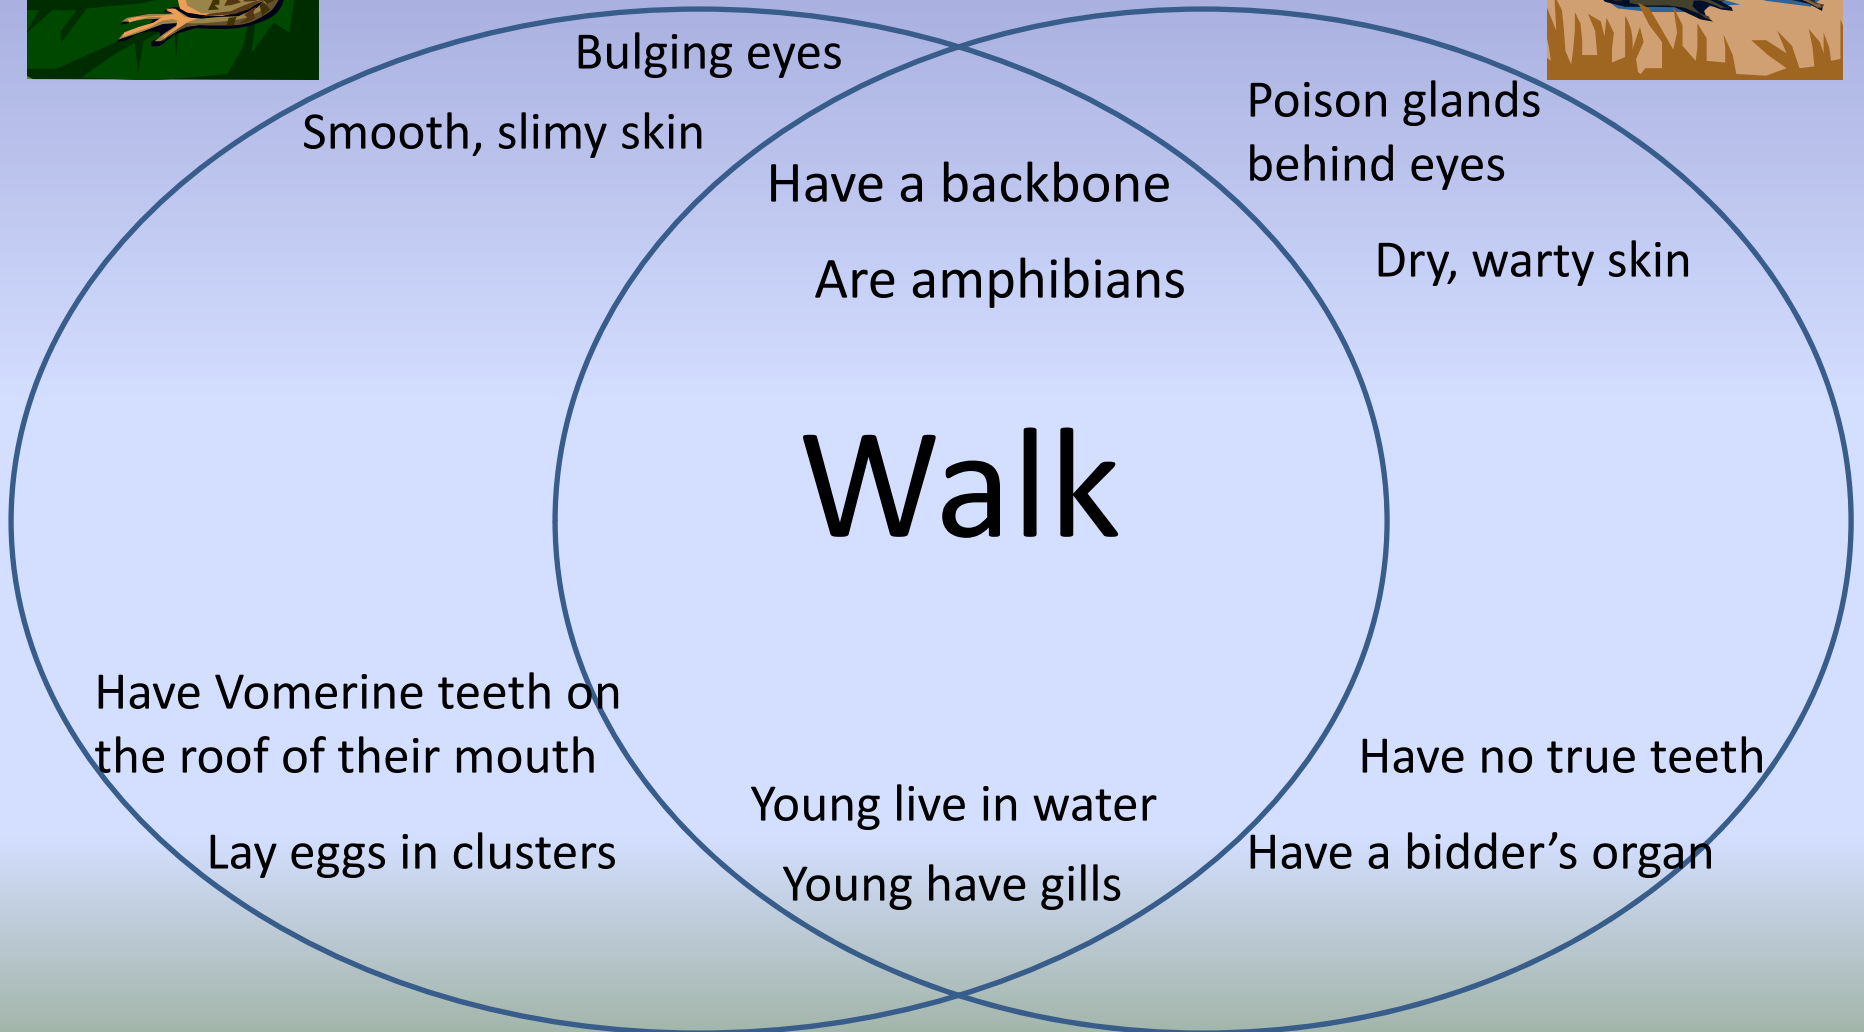 Bulging eyes
Smooth, slimy skin
Poison glands
behind eyes
Have a backbone
Dry, warty skin
Are amphibians
Walk
Have Vomerine teeth on
the roof of their mouth
Lay eggs in clusters
Young live in water
Young have gills
Have no true teeth
Have a bidder’s organ